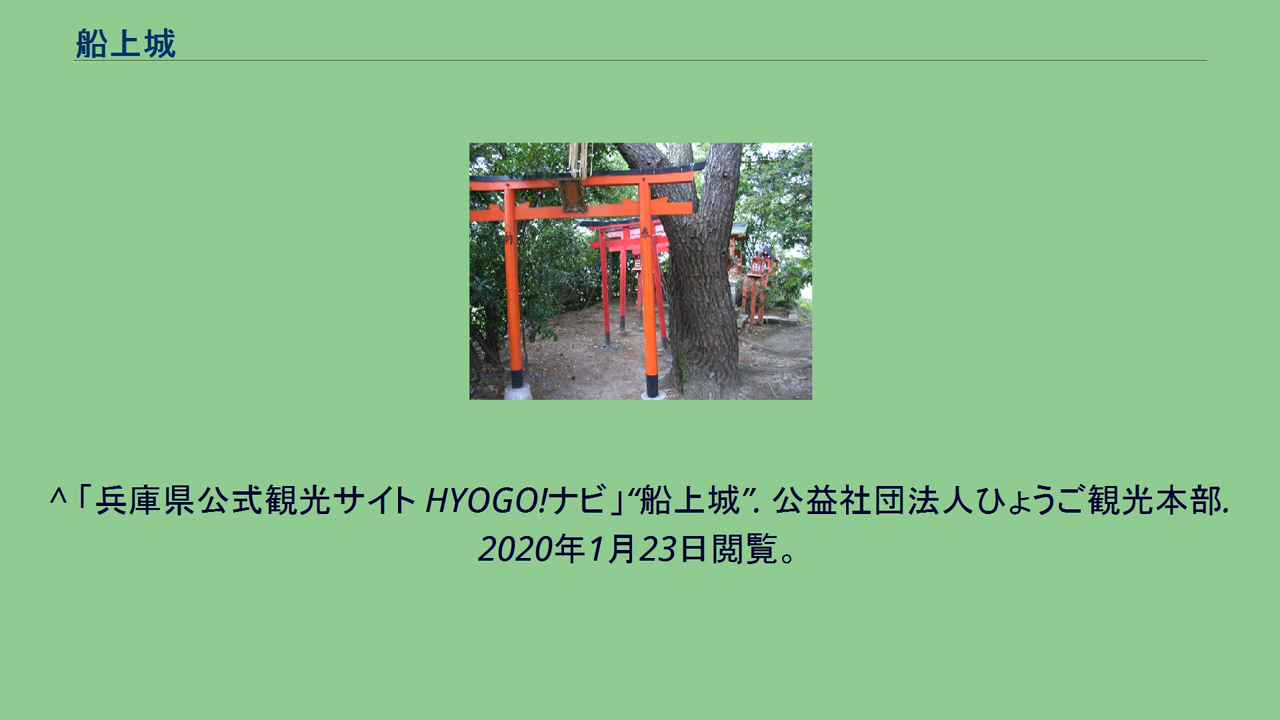 船上城
^ 「兵庫県公式観光サイト HYOGO!ナビ」“船上城”. 公益社団法人ひょうご観光本部.
2020年1月23日閲覧。